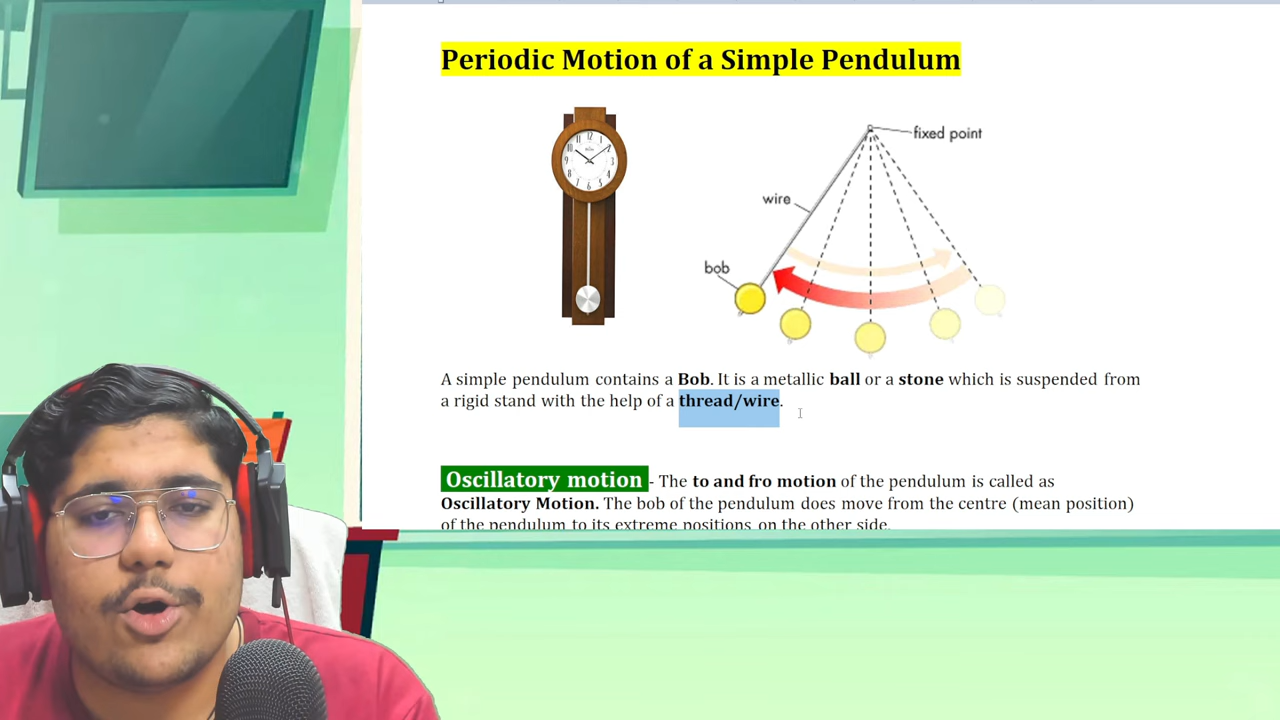 Periodic Motion of a Simple Pendulum
fixed point
wire
bob
A simple pendulum contains a Bob. It is a metallic ball or a stone which is suspended from
a rigid stand with the help of a thread/wire.
Oscillatory motion - The to and fro motion of the pendulum is called as
Oscillatory Motion. The bob of the pendulum does move from the centre (mean position)
of the pendulum to its extreme positions on the other side.